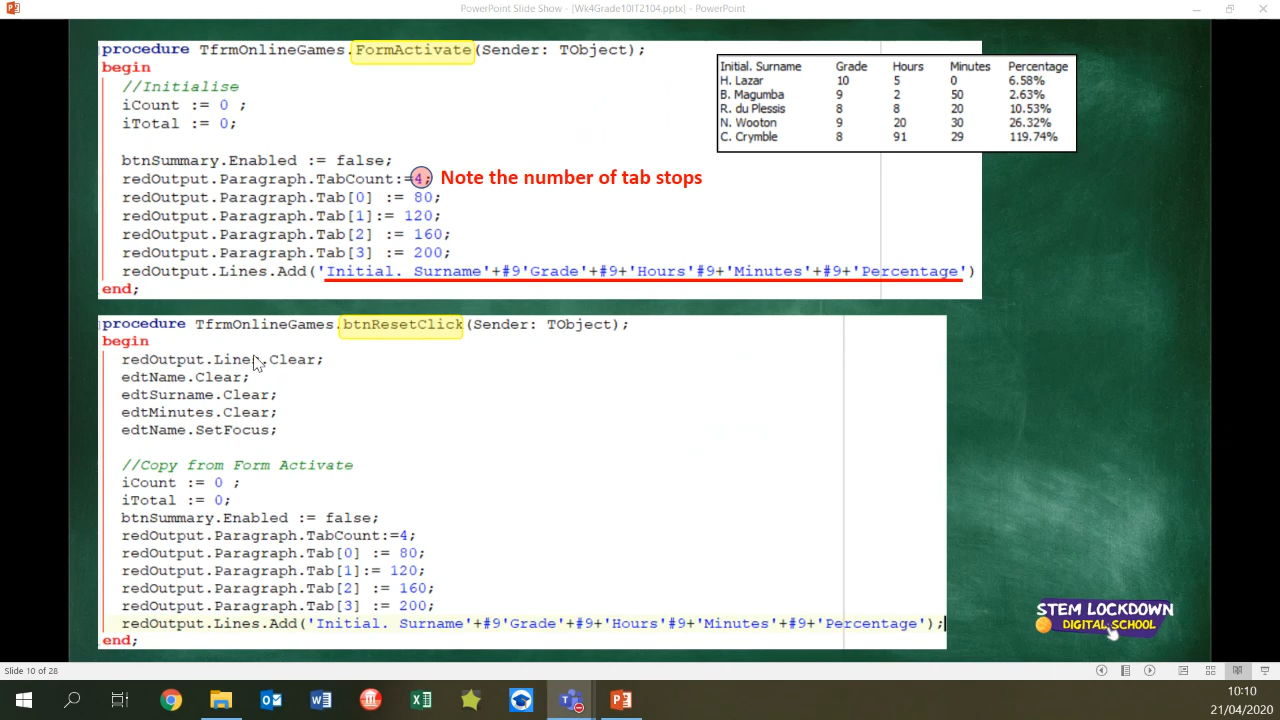 PowerPoint Slide Show - [Wk4Grade10IT2104.pptx] - PowerPoint
procedure TfrmOnlineGames.FormActivate(Sender: TObject);
begin
//Initialise
iCount := 0 ;
iTotal := 0;
btnSummary.Enabled := false;
redOutput.Paragraph.TabCount:=4; Note the number of tab stops
redOutput.Paragraph.Tab[0] := 80;
redOutput.Paragraph.Tab[1]:= 120;
redOutput.Paragraph.Tab[2] := 160;
redOutput.Paragraph.Tab[3] := 200;
redOutput.Lines.Add('Initial. Surname'+#9'Grade'+#9+'Hours'#9+'Minutes'+#9+'Percentage')
end;
Initial. Surname Grade Hours Minutes Percentage
H. Lazar 10 5 0 6.58%
B. Magumba 9 2 50 2.63%
R. du Plessis 8 8 20 10.53%
N. Wooton 9 20 30 26.32%
C. Crymble 8 91 29 119.74%
procedure TfrmOnlineGames.btnResetClick(Sender: TObject);
begin
redOutput.Lines.Clear;
edtName.Clear;
edtSurname.Clear;
edtMinutes.Clear;
edtName.SetFocus;
//Copy from Form Activate
iCount := 0 ;
iTotal := 0;
btnSummary.Enabled := false;
redOutput.Paragraph.TabCount:=4;
redOutput.Paragraph.Tab[0] := 80;
redOutput.Paragraph.Tab[1]:= 120;
redOutput.Paragraph.Tab[2] := 160;
redOutput.Paragraph.Tab[3] := 200;
redOutput.Lines.Add('Initial. Surname'+#9'Grade'+#9+'Hours'#9+'Minutes'+#9+'Percentage');
end;
STEM LOCKDOWN
DIGITAL SCHOOL
Slide 10 of 28
10:10
21/04/2020